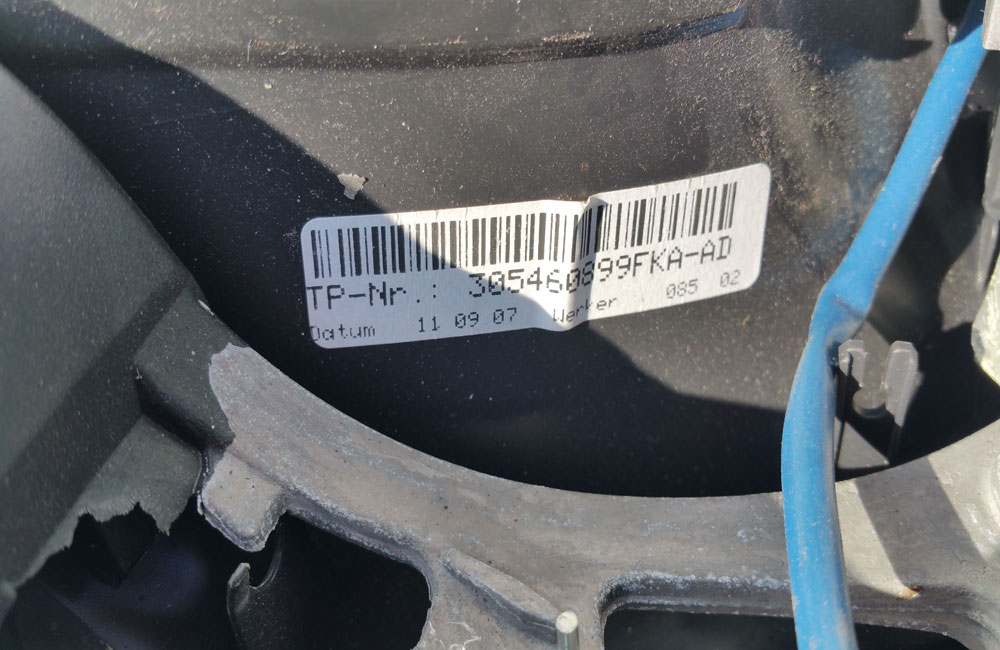 TP-Nr.: 305460899FKA-AD
Datum 11 09 07 Werker 085 02